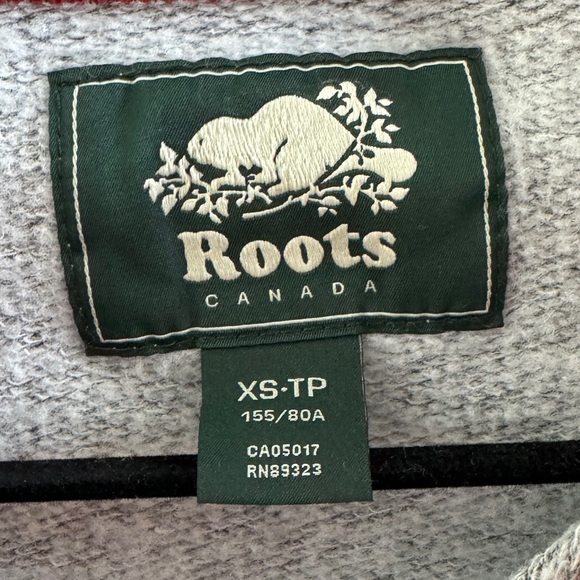 Roots
CANADA
XS•TP
155/80A
CA05017
RN89323